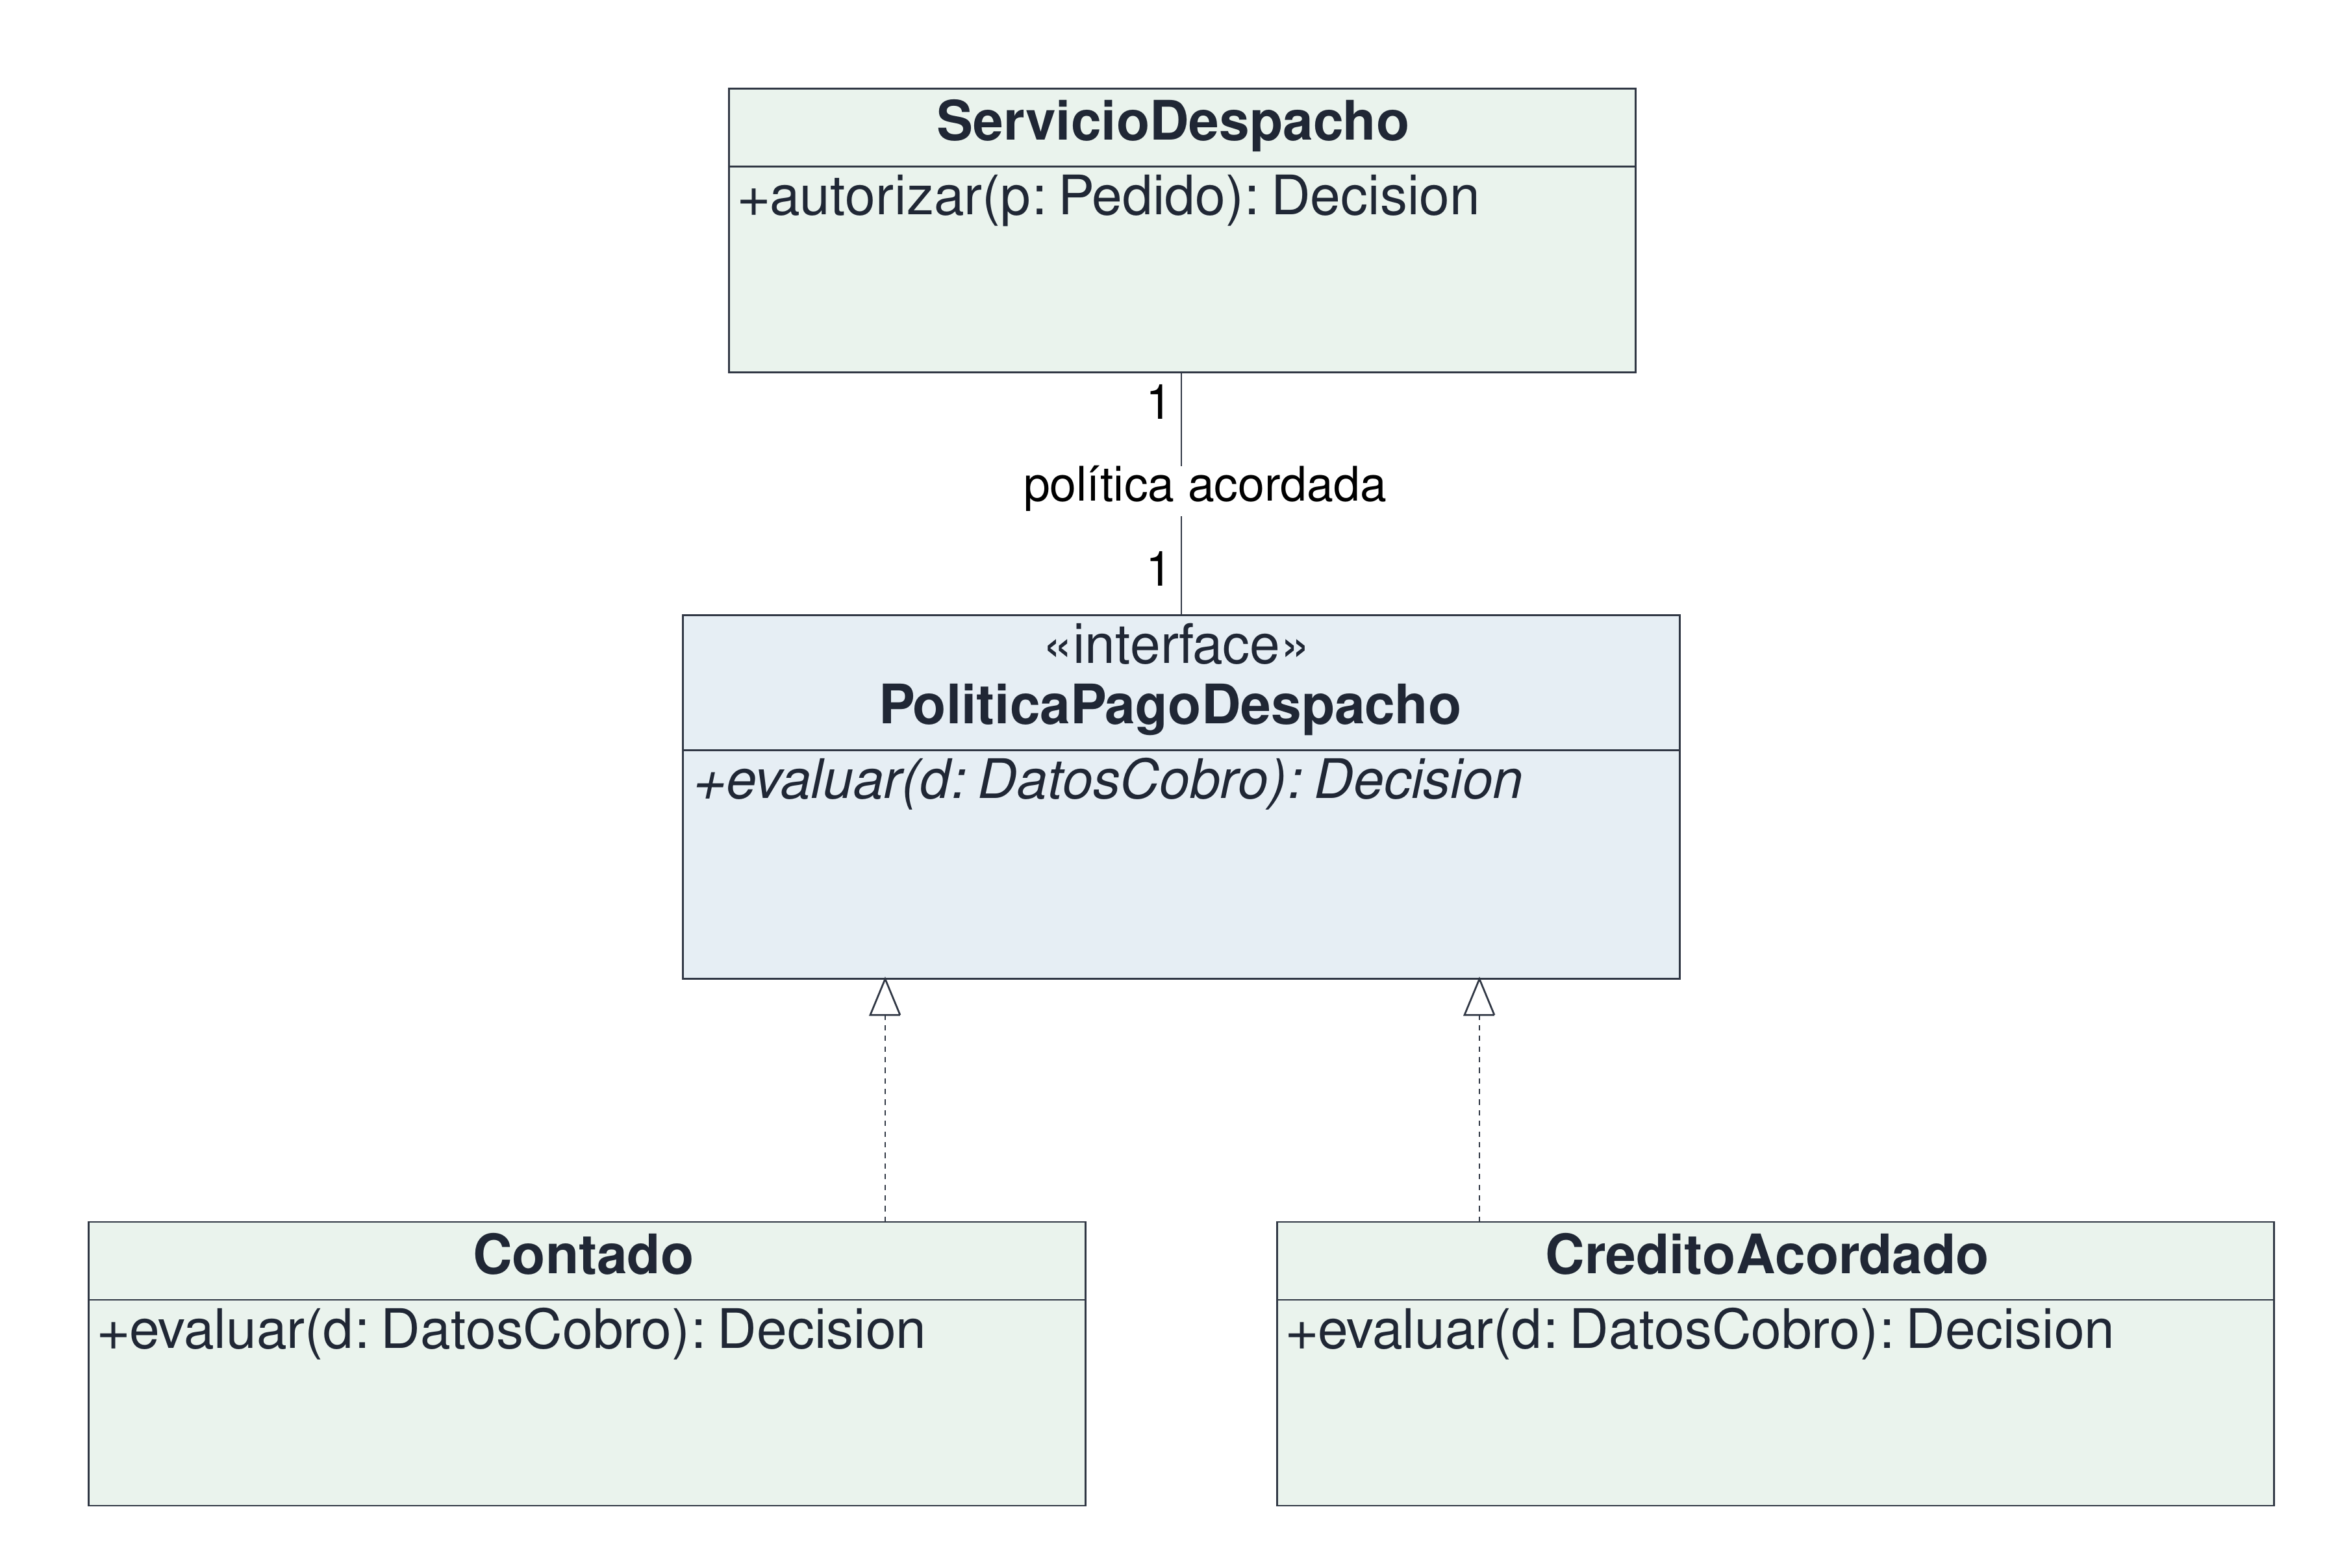 ServicioDespacho
+autorizar(p: Pedido): Decision
1
política acordada
1
«interface»
PoliticaPagoDespacho
+evaluar(d: DatosCobro): Decision
Contado
+evaluar(d: DatosCobro): Decision
CreditoAcordado
+evaluar(d: DatosCobro): Decision